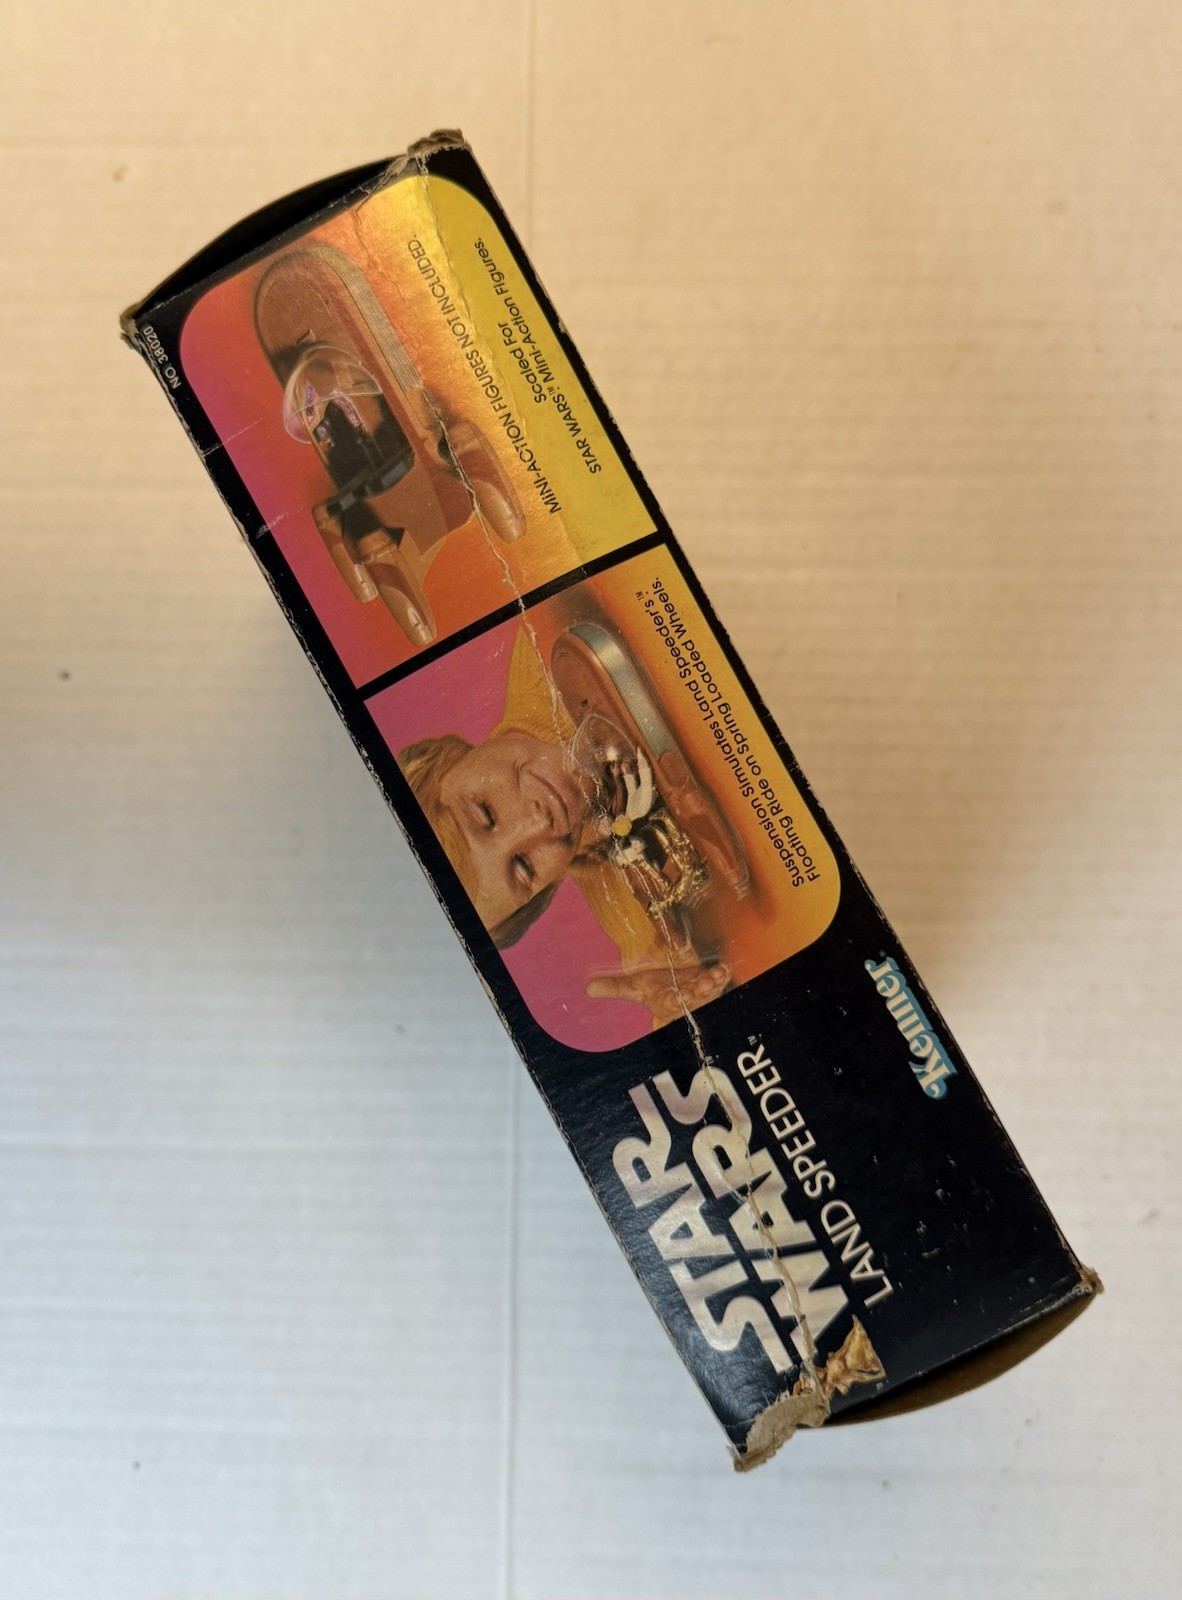 STAR
WARS™
LAND SPEEDER™
Kenner
Suspension Simulates Land Speeder's™
Floating Ride on Spring Loaded Wheels.
MINI-ACTION FIGURES NOT INCLUDED.
Scaled For
STAR WARS™ Mini-Action Figures.
NO. 38020